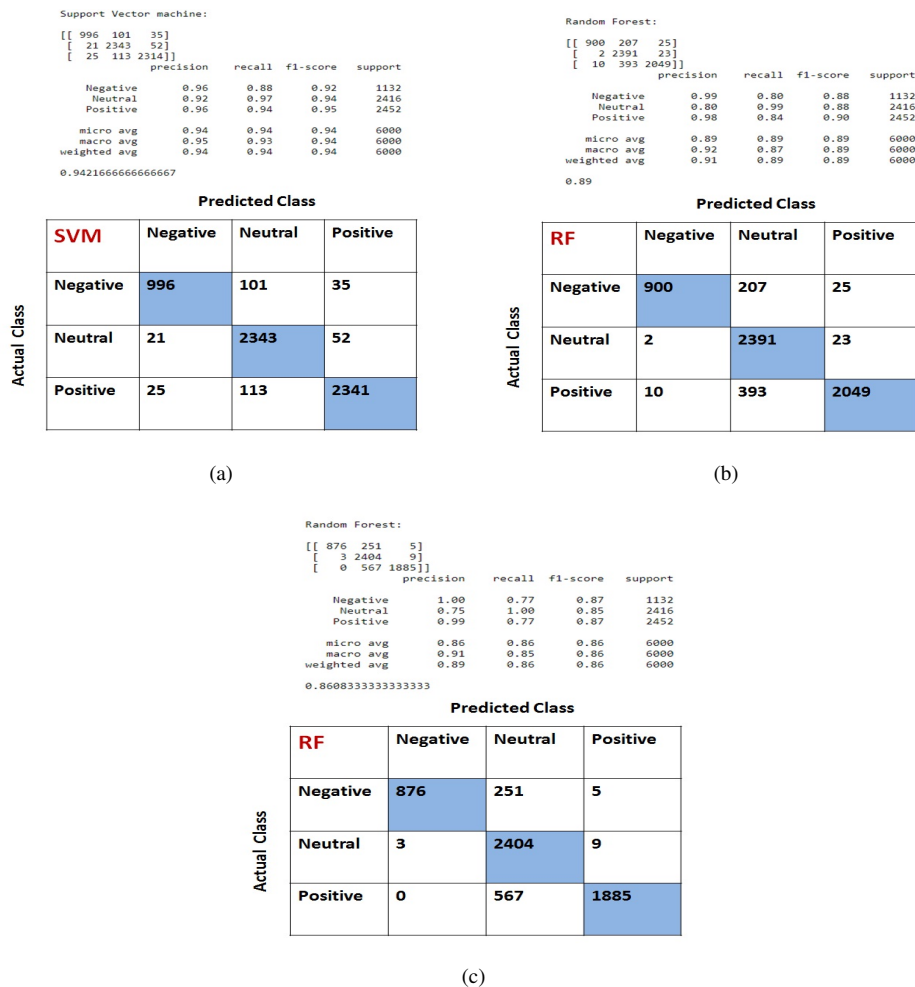 Support Vector machine:
[[ 996 101 35]
[ 21 2343 52]
[ 25 113 2314]]
precision recall f1-score support
Negative 0.96 0.88 0.92 1132
Neutral 0.92 0.97 0.94 2416
Positive 0.96 0.94 0.95 2452
micro avg 0.94 0.94 0.94 6000
macro avg 0.95 0.93 0.94 6000
weighted avg 0.94 0.94 0.94 6000
0.9421666666666667
Predicted Class
SVM Negative Neutral Positive
Negative 996 101 35
Neutral 21 2343 52
Positive 25 113 2341
Actual Class
(a)
Random Forest:
[[ 900 207 25]
[ 2 2391 23]
[ 10 393 2049]]
precision recall f1-score support
Negative 0.99 0.80 0.88 1132
Neutral 0.80 0.99 0.88 2416
Positive 0.98 0.84 0.90 2452
micro avg 0.89 0.89 0.89 6000
macro avg 0.92 0.87 0.89 6000
weighted avg 0.91 0.89 0.89 6000
0.89
Predicted Class
RF Negative Neutral Positive
Negative 900 207 25
Neutral 2 2391 23
Positive 10 393 2049
Actual Class
(b)
Random Forest:
[[ 876 251 5]
[ 3 2404 9]
[ 0 567 1885]]
precision recall f1-score support
Negative 1.00 0.77 0.87 1132
Neutral 0.75 1.00 0.85 2416
Positive 0.99 0.77 0.87 2452
micro avg 0.86 0.86 0.86 6000
macro avg 0.91 0.85 0.86 6000
weighted avg 0.89 0.86 0.86 6000
0.8608333333333333
Predicted Class
RF Negative Neutral Positive
Negative 876 251 5
Neutral 3 2404 9
Positive 0 567 1885
Actual Class
(c)